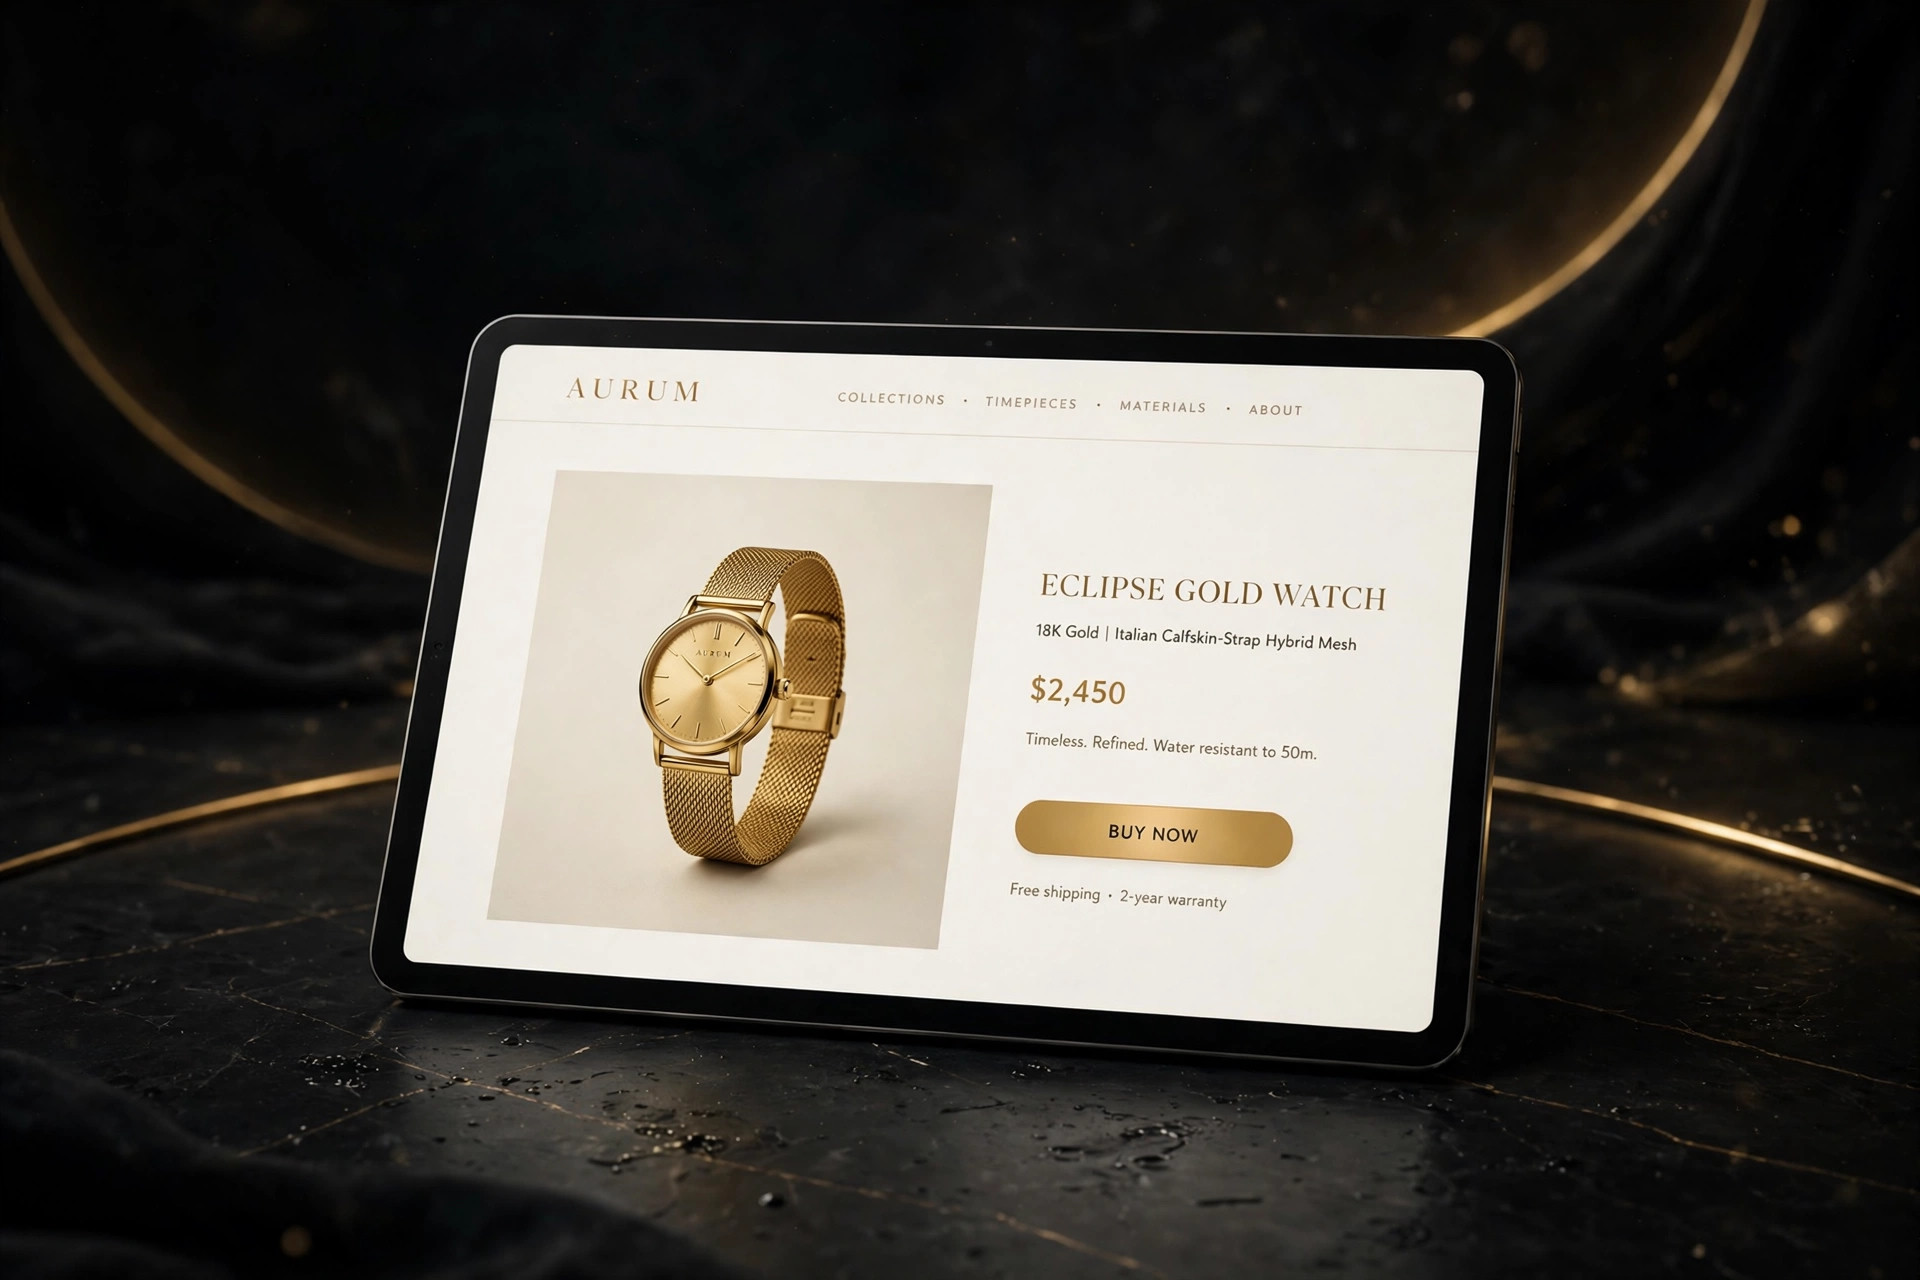 AURUM
COLLECTIONS • TIMEPIECES • MATERIALS • ABOUT
AURUM
ECLIPSE GOLD WATCH
18K Gold | Italian Calfskin-Strap Hybrid Mesh
$2,450
Timeless. Refined. Water resistant to 50m.
BUY NOW
Free shipping • 2-year warranty